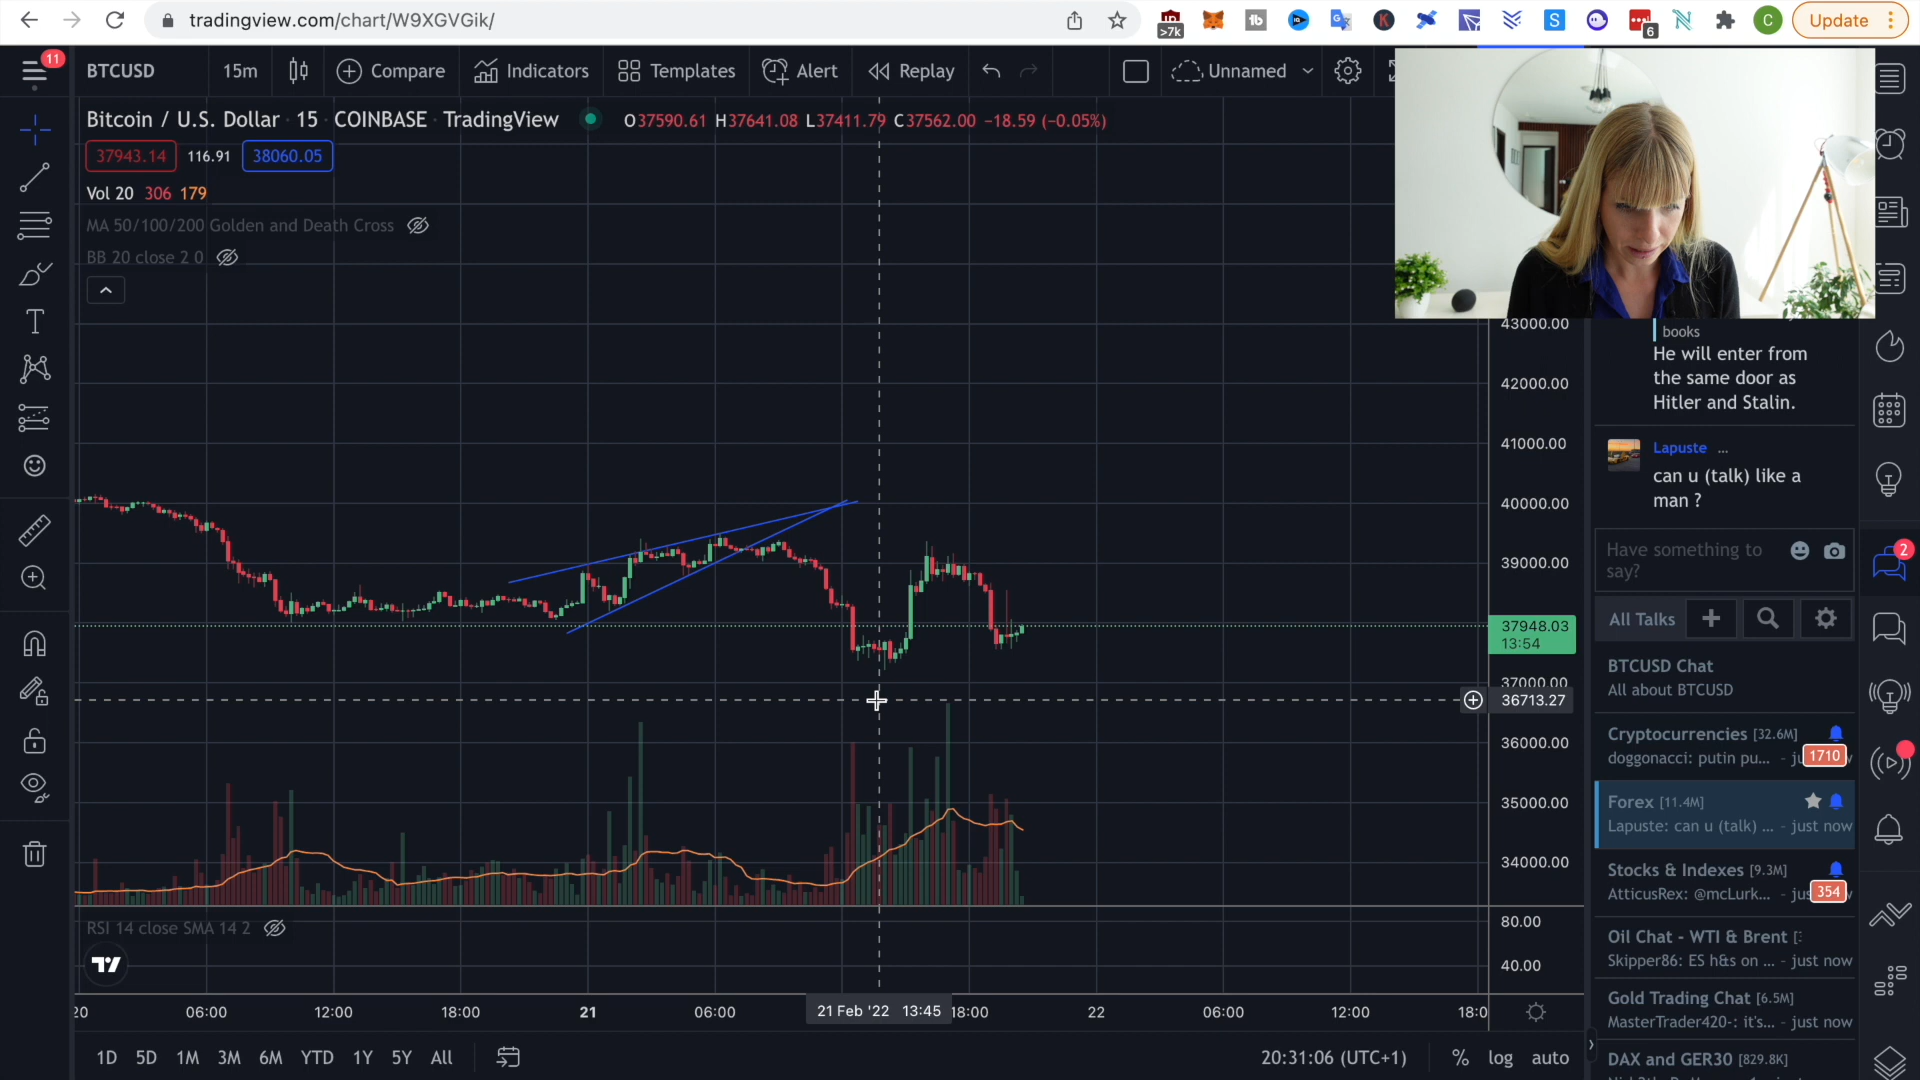 tradingview.com/chart/W9XGVGik/
>7k
6
C
Update
11
BTCUSD
15m
Compare
Indicators
Templates
Alert
Replay
Unnamed
Bitcoin / U.S. Dollar · 15 · COINBASE · TradingView
O37590.61 H37641.08 L37411.79 C37562.00 −18.59 (−0.05%)
37943.14 116.91 38060.05
Vol 20 306 179
MA 50/100/200 Golden and Death Cross
BB 20 close 2 0
43000.00
42000.00
41000.00
40000.00
39000.00
37948.03
13:54
37000.00
36713.27
36000.00
35000.00
34000.00
RSI 14 close SMA 14 2
80.00
40.00
20 06:00 12:00 18:00 21 06:00 21 Feb '22 13:45 18:00 22 06:00 12:00 18:0
1D 5D 1M 3M 6M YTD 1Y 5Y All
20:31:06 (UTC+1) % log auto
books
He will enter from
the same door as
Hitler and Stalin.
Lapuste ...
can u (talk) like a
man ?
Have something to
say?
2
All Talks
BTCUSD Chat
All about BTCUSD
Cryptocurrencies [32.6M]
doggonacci: putin pu... - ju
1710
Forex [11.4M]
Lapuste: can u (talk) ... - just now
Stocks & Indexes [9.3M]
AtticusRex: @mcLurk... - jus
354
Oil Chat - WTI & Brent [
Skipper86: ES h&s on ... - just now
Gold Trading Chat [6.5M]
MasterTrader420-: it's... - just now
DAX and GER30 [829.8K]